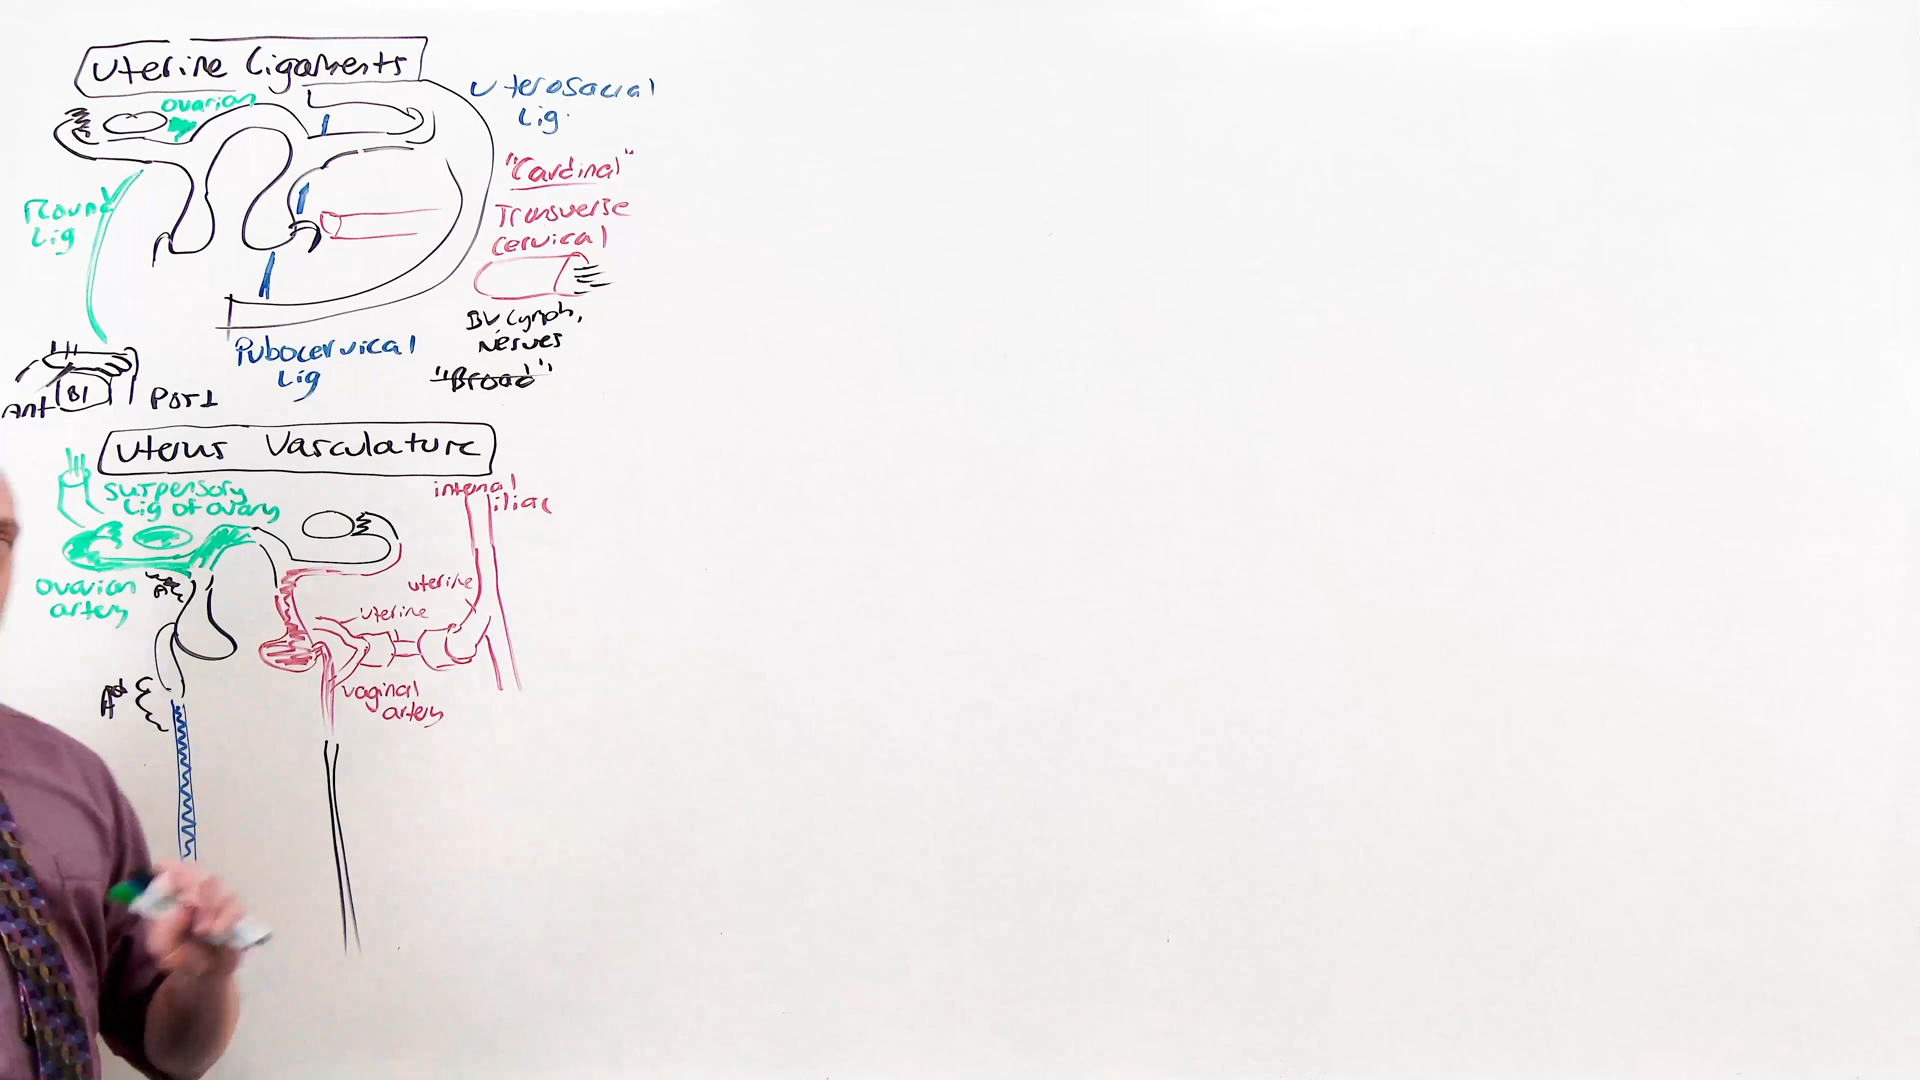 Uterine Ligaments
ovarian
Uterosacral
Lig.
"Cardinal"
Transverse
cervical
Round
Lig
BV, Lymph,
Nerves
"Broad"
Pubocervical
Lig
Bl
Ant
Post
Uterus Vasculature
suspensory
Lig of ovary
internal
iliac
ovarian
artery
uterine
uterine
vaginal
artery